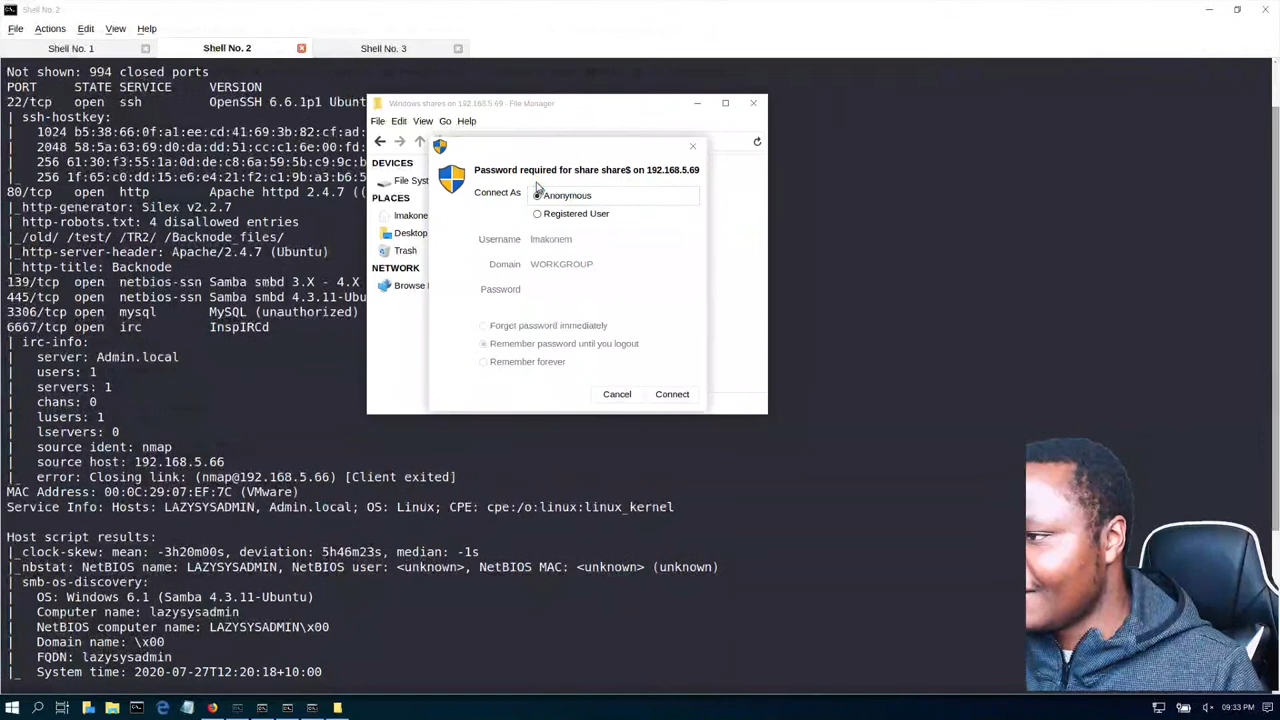 Shell No. 2
File Actions Edit View Help
Shell No. 1 Shell No. 2 Shell No. 3
Not shown: 994 closed ports
PORT STATE SERVICE VERSION
22/tcp open ssh OpenSSH 6.6.1p1 Ubunt
| ssh-hostkey:
| 1024 b5:38:66:0f:a1:ee:cd:41:69:3b:82:cf:ad:
| 2048 58:5a:63:69:d0:da:dd:51:cc:c1:6e:00:fd:
| 256 61:30:f3:55:1a:0d:de:c8:6a:59:5b:c9:9c:
|_ 256 1f:65:c0:dd:15:e6:e4:21:f2:c1:9b:a3:b6:5
80/tcp open http Apache httpd 2.4.7 ((
|_http-generator: Silex v2.2.7
| http-robots.txt: 4 disallowed entries
|_/old/ /test/ /TR2/ /Backnode_files/
|_http-server-header: Apache/2.4.7 (Ubuntu)
|_http-title: Backnode
139/tcp open netbios-ssn Samba smbd 3.X - 4.X
445/tcp open netbios-ssn Samba smbd 4.3.11-Ub
3306/tcp open mysql MySQL (unauthorized)
6667/tcp open irc InspIRCd
| irc-info:
| server: Admin.local
| users: 1
| servers: 1
| chans: 0
| lusers: 1
| lservers: 0
| source ident: nmap
| source host: 192.168.5.66
|_ error: Closing link: (nmap@192.168.5.66) [Client exited]
MAC Address: 00:0C:29:07:EF:7C (VMware)
Service Info: Hosts: LAZYSYSADMIN, Admin.local; OS: Linux; CPE: cpe:/o:linux:linux_kernel
Host script results:
|_clock-skew: mean: -3h20m00s, deviation: 5h46m23s, median: -1s
|_nbstat: NetBIOS name: LAZYSYSADMIN, NetBIOS user: <unknown>, NetBIOS MAC: <unknown> (unknown)
| smb-os-discovery:
| OS: Windows 6.1 (Samba 4.3.11-Ubuntu)
| Computer name: lazysysadmin
| NetBIOS computer name: LAZYSYSADMIN\x00
| Domain name: \x00
| FQDN: lazysysadmin
|_ System time: 2020-07-27T12:20:18+10:00
Windows shares on 192.168.5.69 - File Manager
File Edit View Go Help
DEVICES
File Syst
PLACES
lmakone
Desktop
Trash
NETWORK
Browse
Password required for share share$ on 192.168.5.69
Connect As Anonymous
Registered User
Username lmakonem
Domain WORKGROUP
Password
Forget password immediately
Remember password until you logout
Remember forever
Cancel Connect
09:33 PM